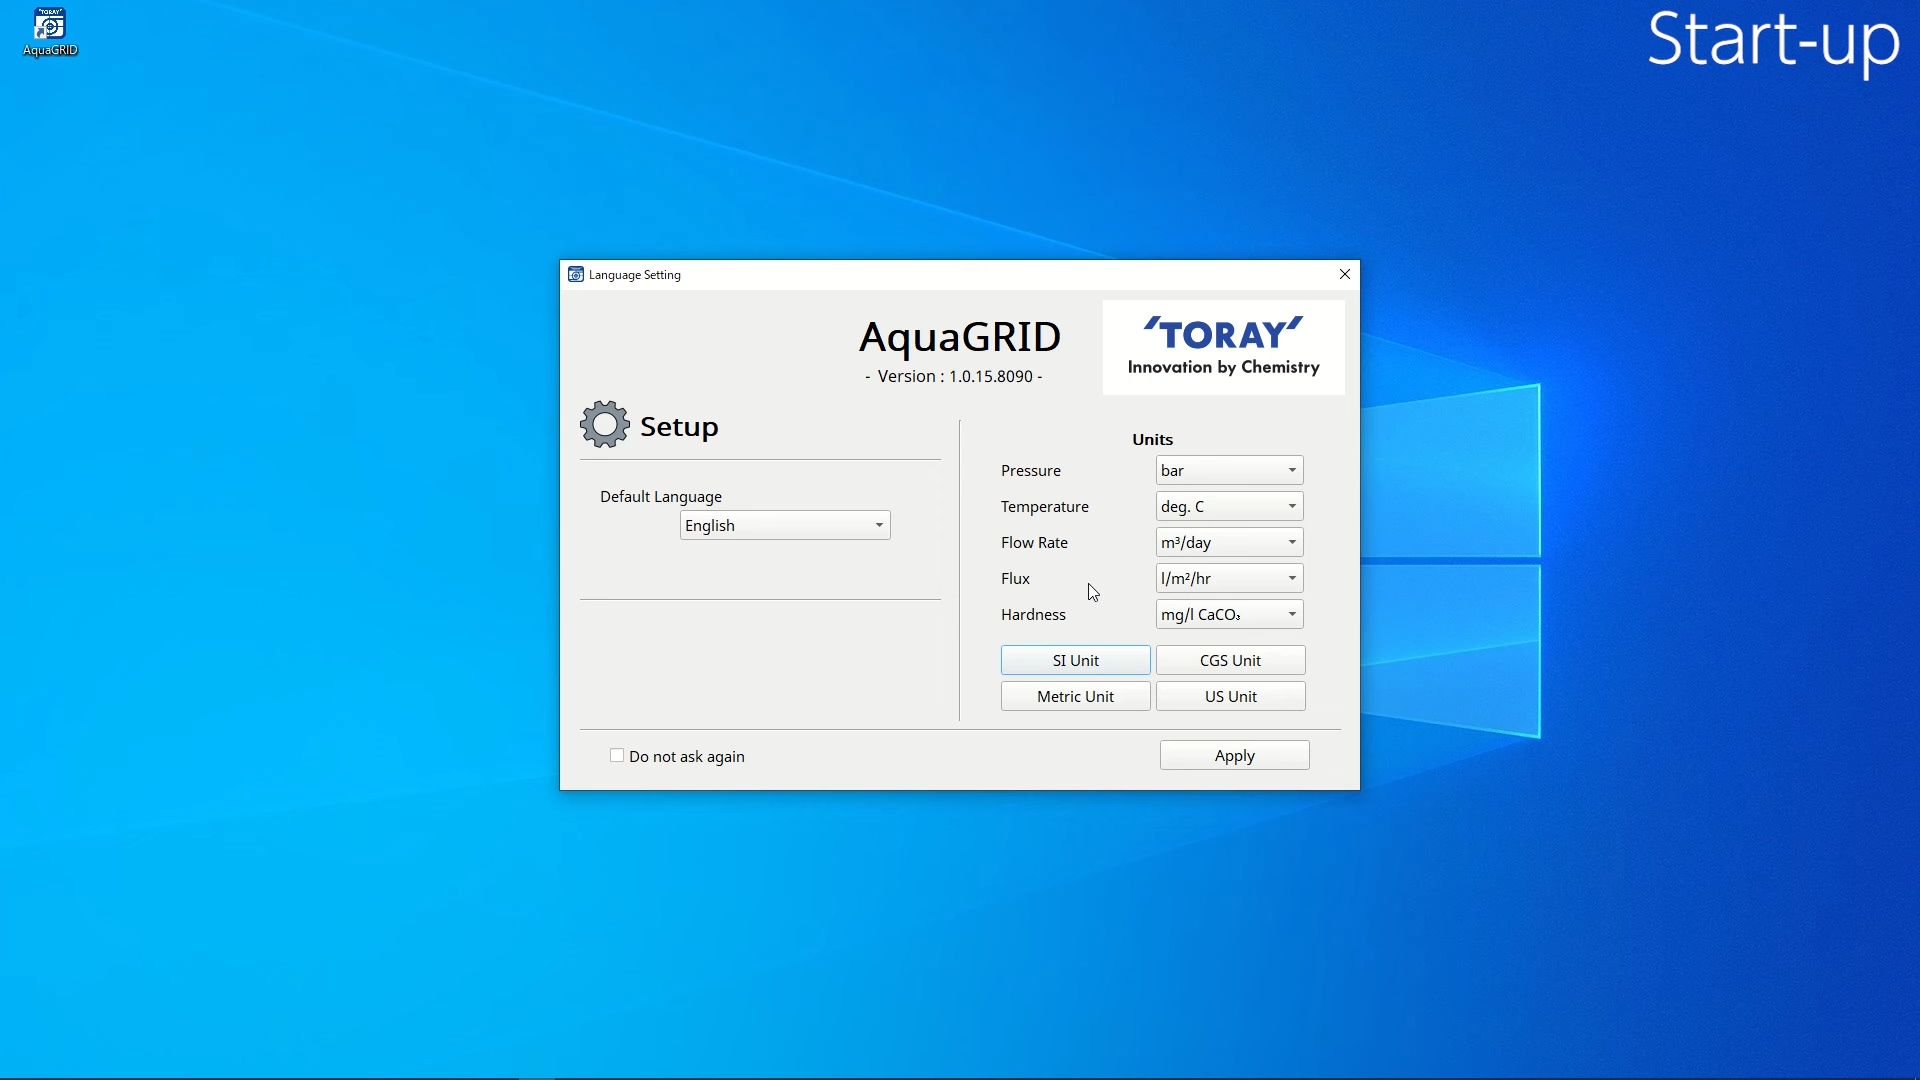 TORAY
AquaGRID
Start-up
Language Setting
AquaGRID
- Version : 1.0.15.8090 -
'TORAY'
Innovation by Chemistry
Setup
Default Language
English
Units
Pressure bar
Temperature deg. C
Flow Rate m³/day
Flux l/m²/hr
Hardness mg/l CaCO₃
SI Unit CGS Unit
Metric Unit US Unit
Do not ask again
Apply